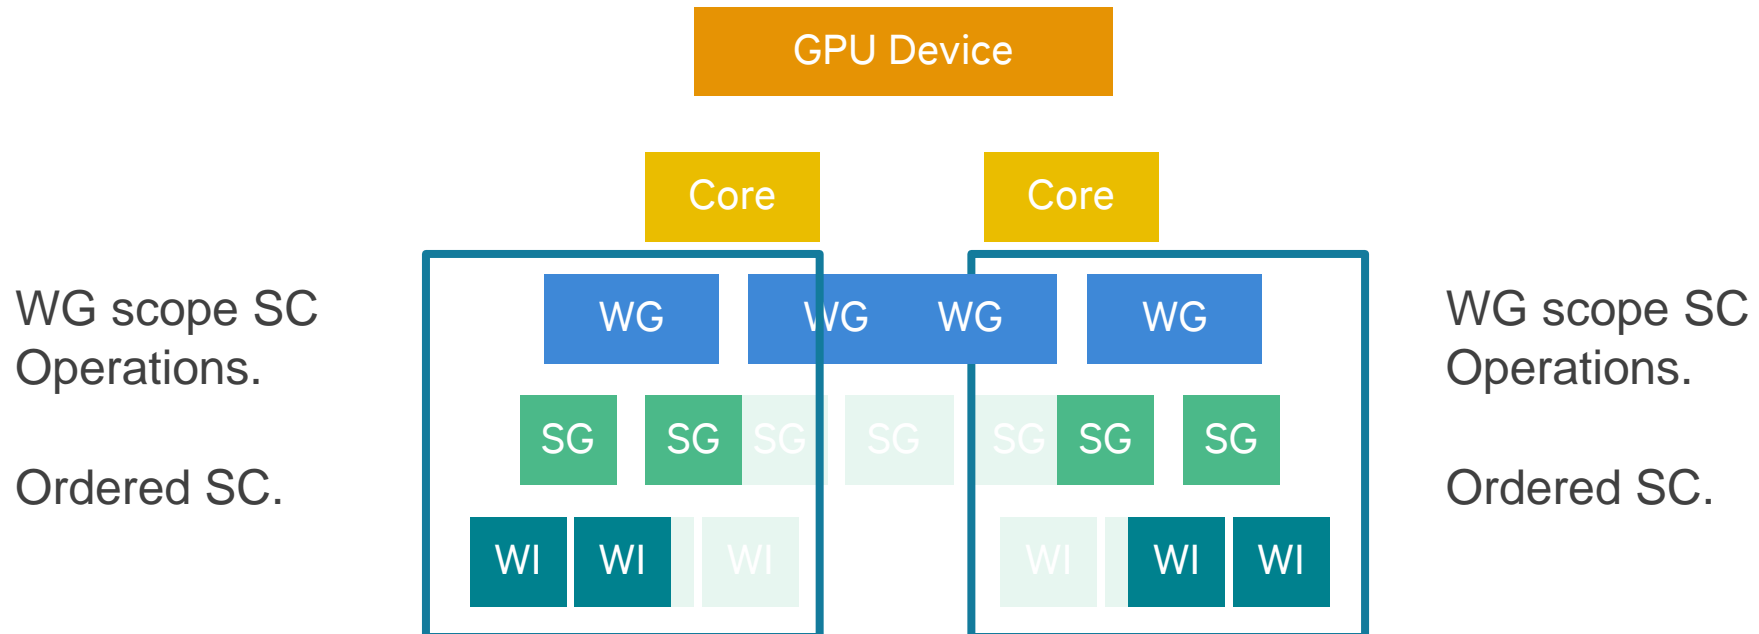 GPU Device
Core
Core
WG scope SC
Operations.
Ordered SC.
WG
WG
WG
WG
SG
SG
SG
SG
SG
SG
SG
WI
WI
WI
WI
WI
WI
WG scope SC
Operations.
Ordered SC.